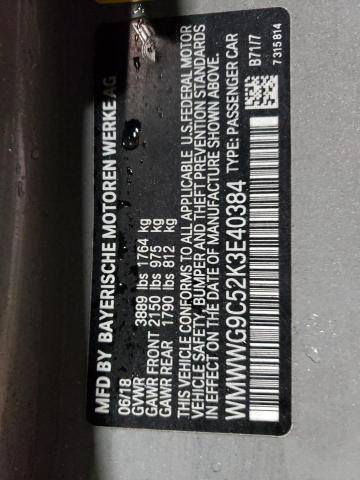 MFD BY BAYERISCHE MOTOREN WERKE AG
06/18
GVWR 3889 lbs 1764 kg
GAWR FRONT 2150 lbs 975 kg
GAWR REAR 1790 lbs 812 kg
THIS VEHICLE CONFORMS TO ALL APPLICABLE U.S. FEDERAL MOTOR
VEHICLE SAFETY, BUMPER AND THEFT PREVENTION STANDARDS
IN EFFECT ON THE DATE OF MANUFACTURE SHOWN ABOVE.
WMWWG9C52K3E40384 TYPE: PASSENGER CAR
B71/7
7 315 814